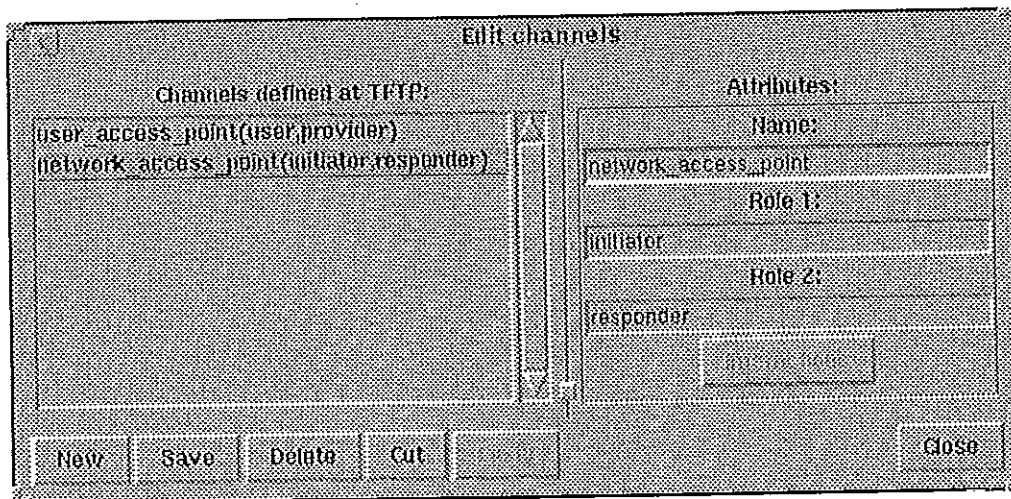 Edit channels
Channels defined at TFTP:
user_access_point(user,provider)
network_access_point(initiator,responder)
New
Save
Delete
Cut
Attributes:
Name:
network_access_point
Role 1:
initiator
Role 2:
responder
Close